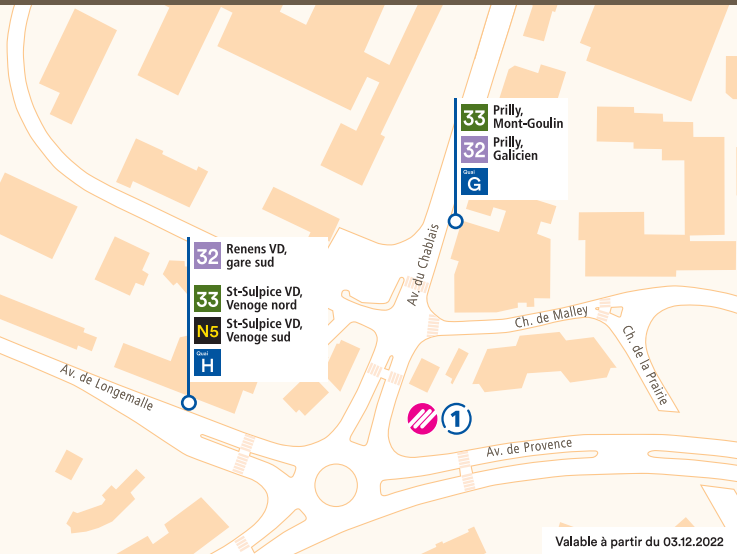 33 Prilly,
Mont-Goulin
32 Prilly,
Galicien
Quai
G
Av. du Chablais
32 Renens VD,
gare sud
33 St-Sulpice VD,
Venoge nord
N5 St-Sulpice VD,
Venoge sud
Quai
H
Ch. de Malley
Ch. de la Prairie
Av. de Longemalle
1
Av. de Provence
Valable à partir du 03.12.2022